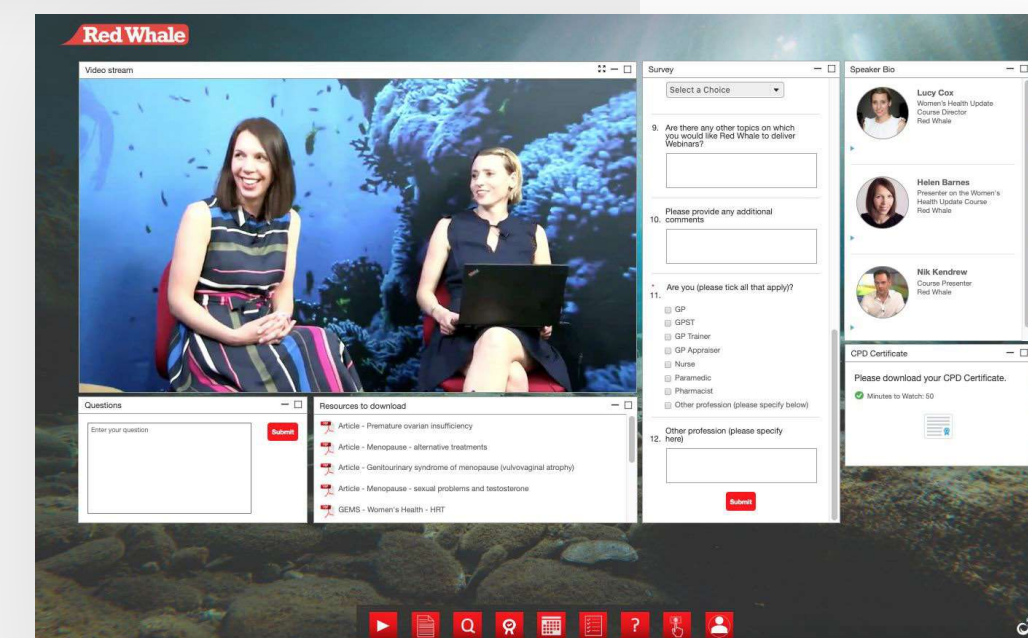 Red Whale
Video stream
Survey
Select a Choice
9. Are there any other topics on which
you would like Red Whale to deliver
Webinars?
Please provide any additional
10. comments
* Are you (please tick all that apply)?
11.
GP
GPST
GP Trainer
GP Appraiser
Nurse
Paramedic
Pharmacist
Other profession (please specify below)
Other profession (please specify
12. here)
Submit
Speaker Bio
Lucy Cox
Women's Health Update
Course Director
Red Whale
Helen Barnes
Presenter on the Women's
Health Update Course
Red Whale
Nik Kendrew
Course Presenter
Red Whale
CPD Certificate
Please download your CPD Certificate.
Minutes to Watch: 50
Questions
Enter your question
Submit
Resources to download
Article - Premature ovarian insufficiency
Article - Menopause - alternative treatments
Article - Genitourinary syndrome of menopause (vulvovaginal atrophy)
Article - Menopause - sexual problems and testosterone
GEMS - Women's Health - HRT
?